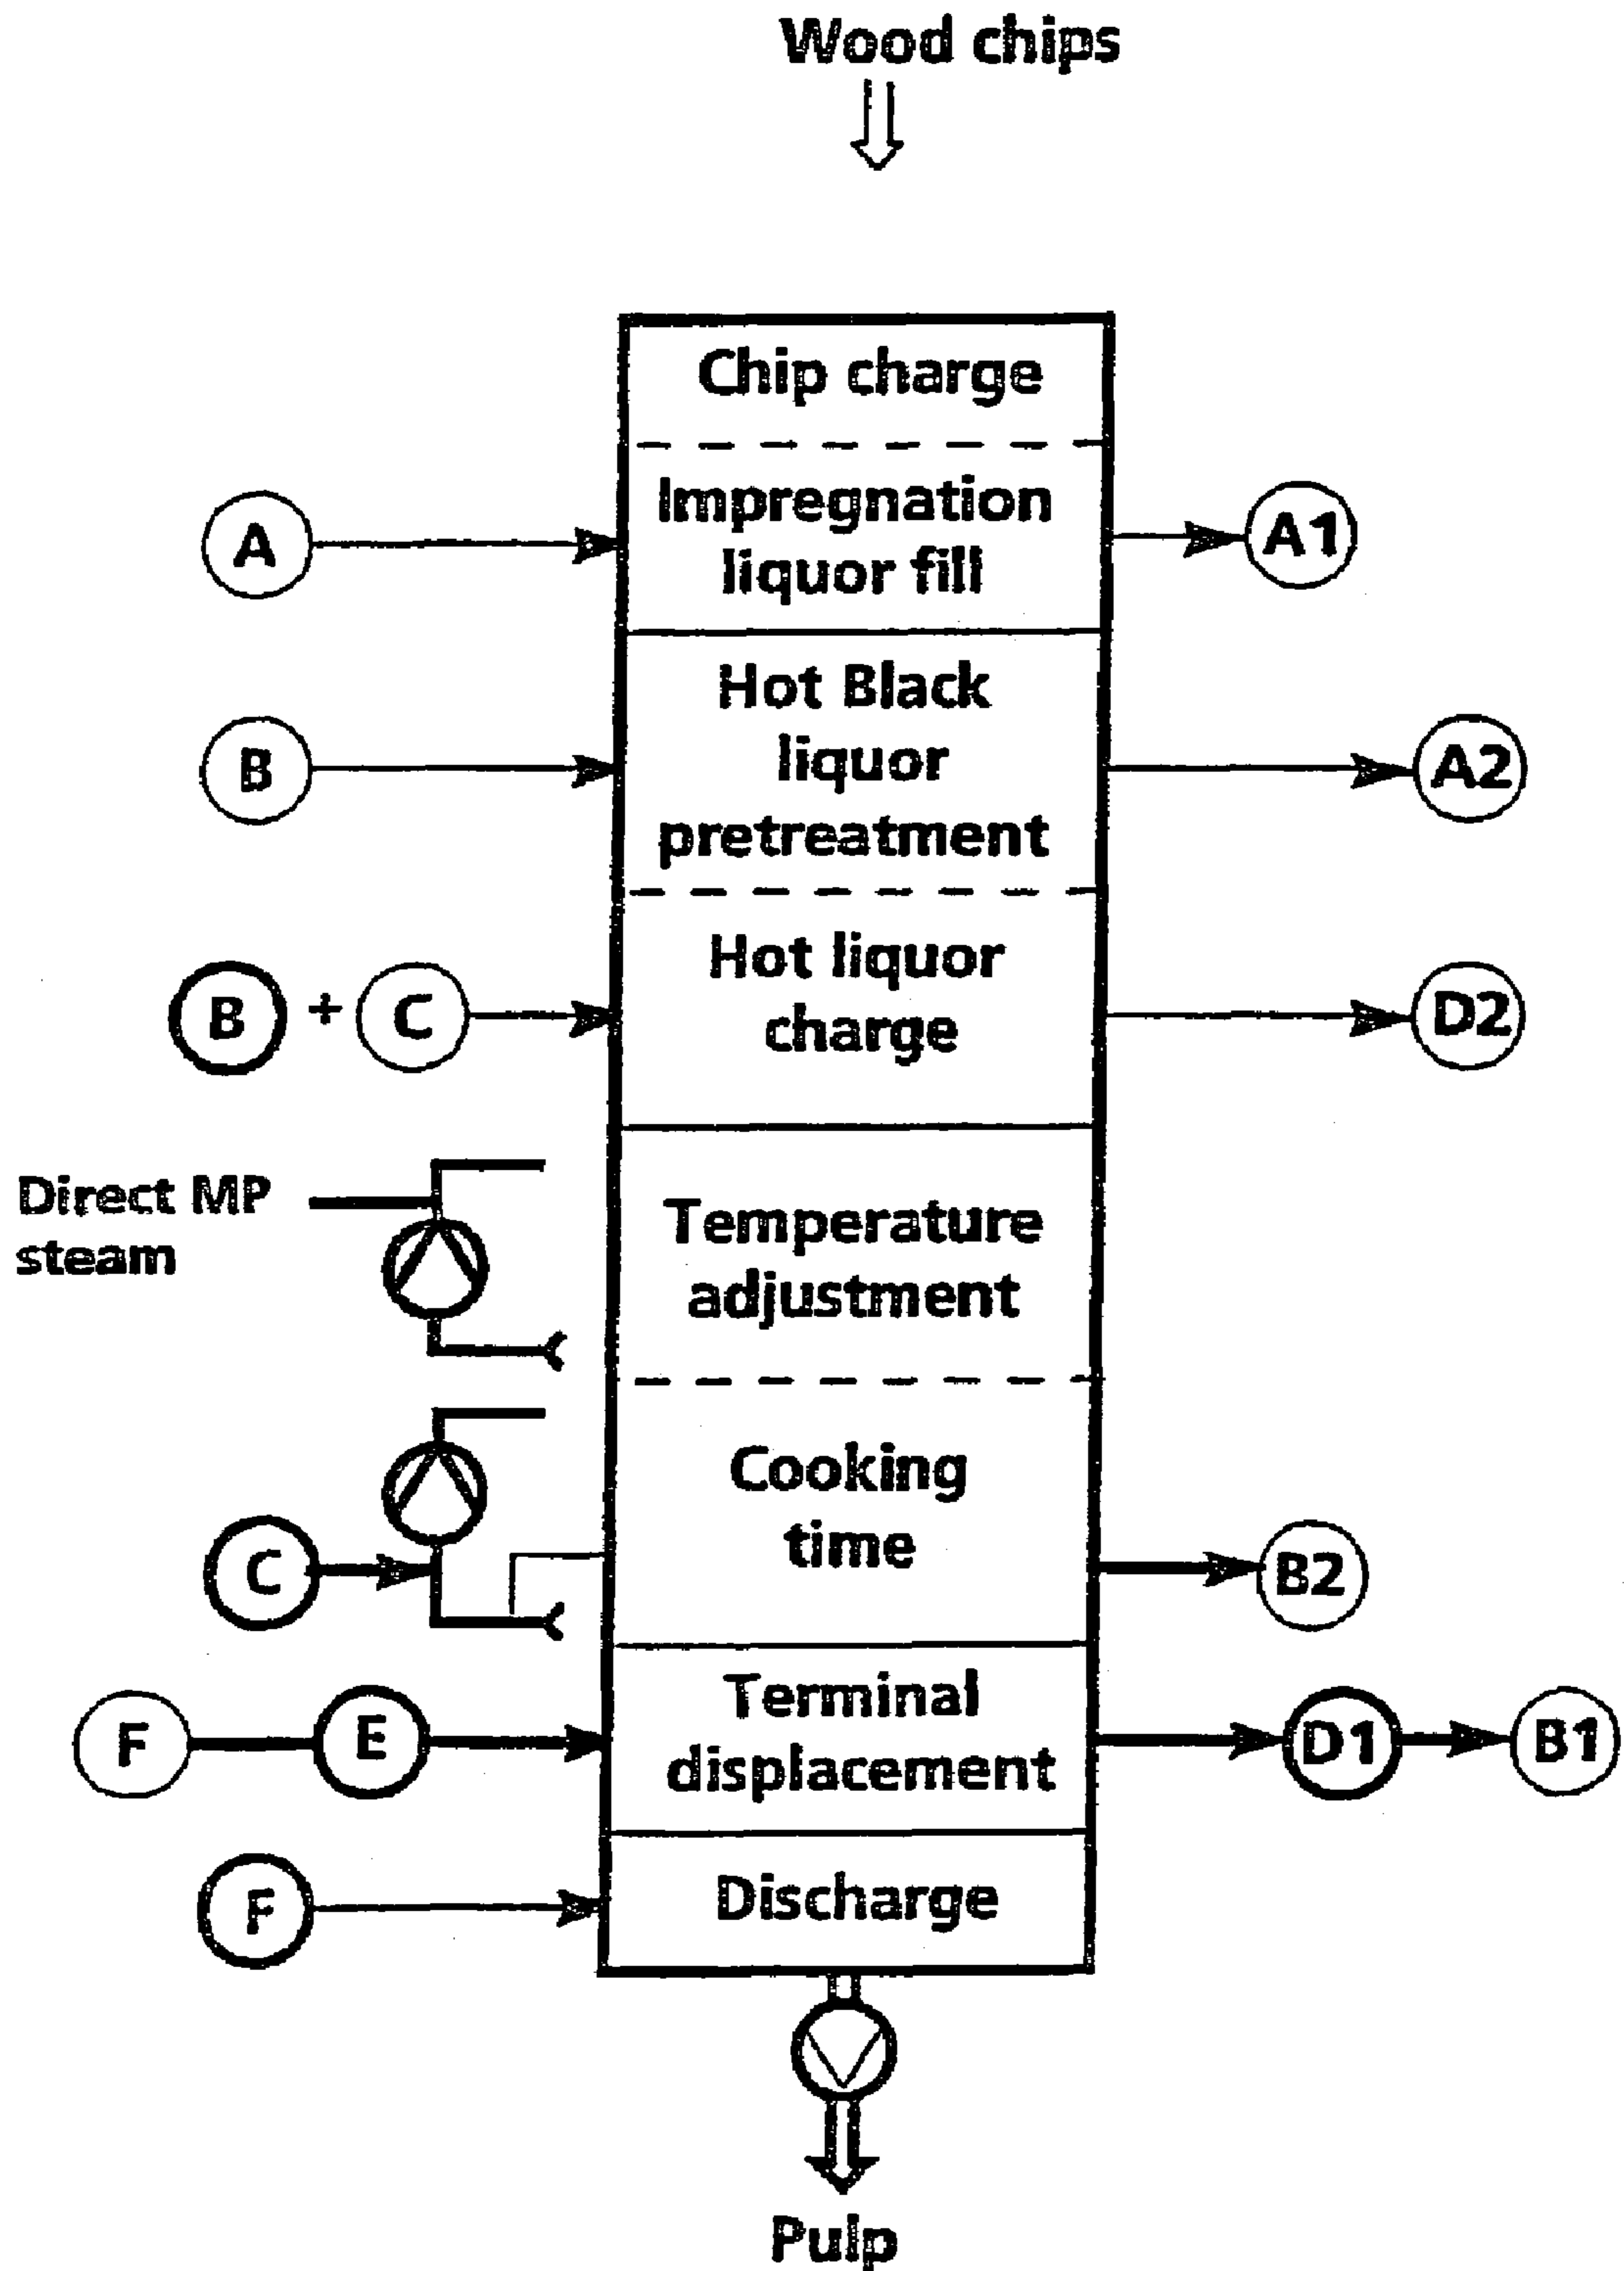 Wood chips
Chip charge
A
Impregnation
liquor fill
A1
B
Hot Black
liquor
pretreatment
A2
B + C
Hot liquor
charge
D2
Direct MP
steam
Temperature
adjustment
C
Cooking
time
B2
F
E
Terminal
displacement
D1
B1
F
Discharge
Pulp